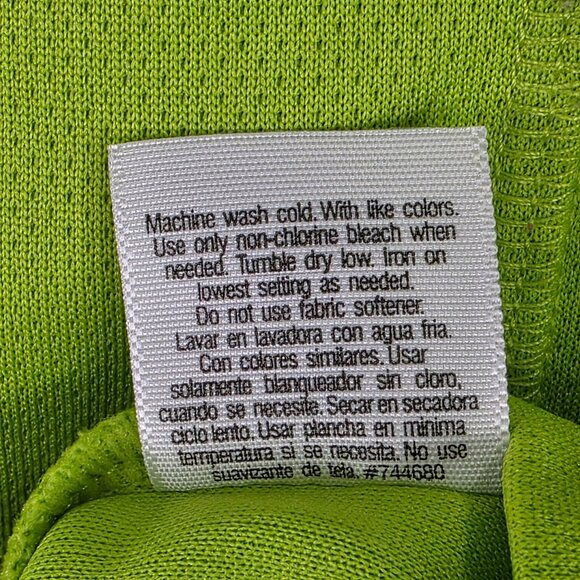 Machine wash cold. With like colors.
Use only non-chlorine bleach when
needed. Tumble dry low. Iron on
lowest setting as needed.
Do not use fabric softener.
Lavar en lavadora con agua fria.
Con colores similares. Usar
solamente blanqueador sin cloro,
cuando se necesite. Secar en secadora
ciclo lento. Usar plancha en minima
temperatura si se necesita. No use
suavizante de tela. #744680